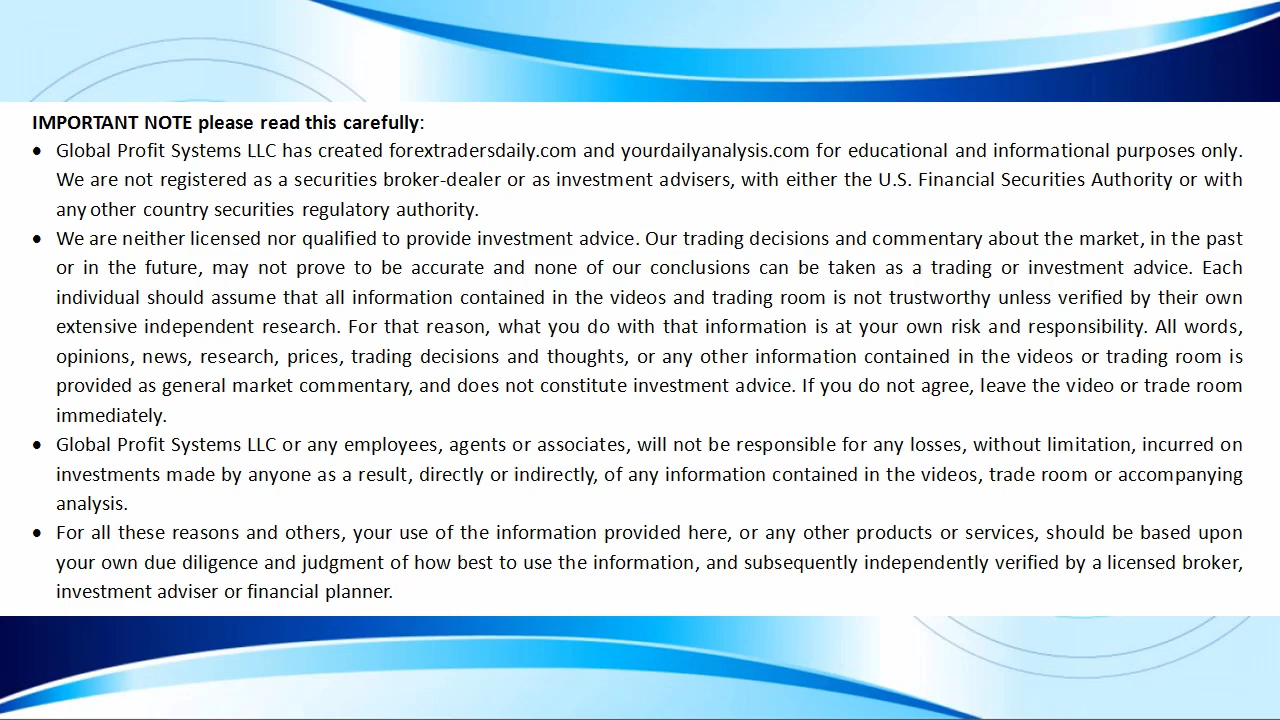 IMPORTANT NOTE please read this carefully:
• Global Profit Systems LLC has created forextradersdaily.com and yourdailyanalysis.com for educational and informational purposes only.
We are not registered as a securities broker-dealer or as investment advisers, with either the U.S. Financial Securities Authority or with
any other country securities regulatory authority.
• We are neither licensed nor qualified to provide investment advice. Our trading decisions and commentary about the market, in the past
or in the future, may not prove to be accurate and none of our conclusions can be taken as a trading or investment advice. Each
individual should assume that all information contained in the videos and trading room is not trustworthy unless verified by their own
extensive independent research. For that reason, what you do with that information is at your own risk and responsibility. All words,
opinions, news, research, prices, trading decisions and thoughts, or any other information contained in the videos or trading room is
provided as general market commentary, and does not constitute investment advice. If you do not agree, leave the video or trade room
immediately.
• Global Profit Systems LLC or any employees, agents or associates, will not be responsible for any losses, without limitation, incurred on
investments made by anyone as a result, directly or indirectly, of any information contained in the videos, trade room or accompanying
analysis.
• For all these reasons and others, your use of the information provided here, or any other products or services, should be based upon
your own due diligence and judgment of how best to use the information, and subsequently independently verified by a licensed broker,
investment adviser or financial planner.